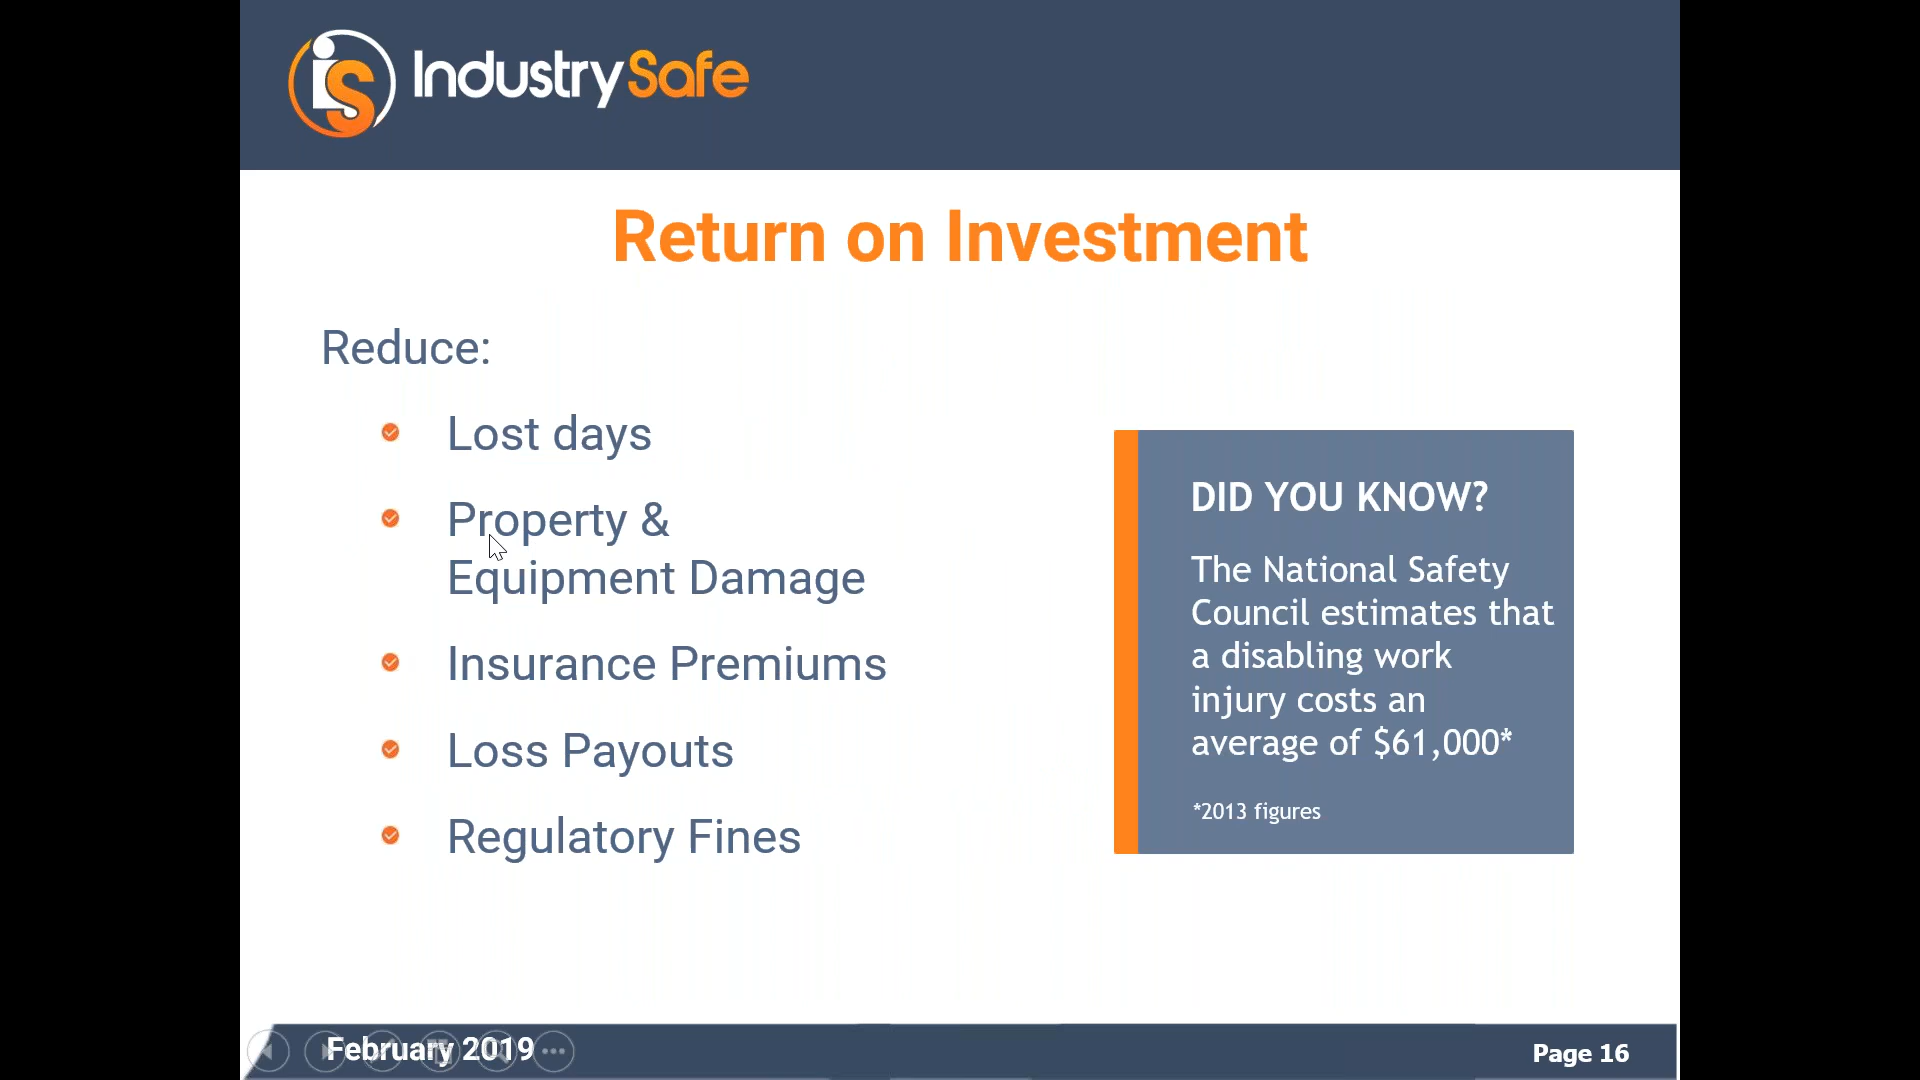 IndustrySafe
Return on Investment
Reduce:
Lost days
Property &
Equipment Damage
Insurance Premiums
Loss Payouts
Regulatory Fines
DID YOU KNOW?
The National Safety
Council estimates that
a disabling work
injury costs an
average of $61,000*
*2013 figures
February 2019
Page 16